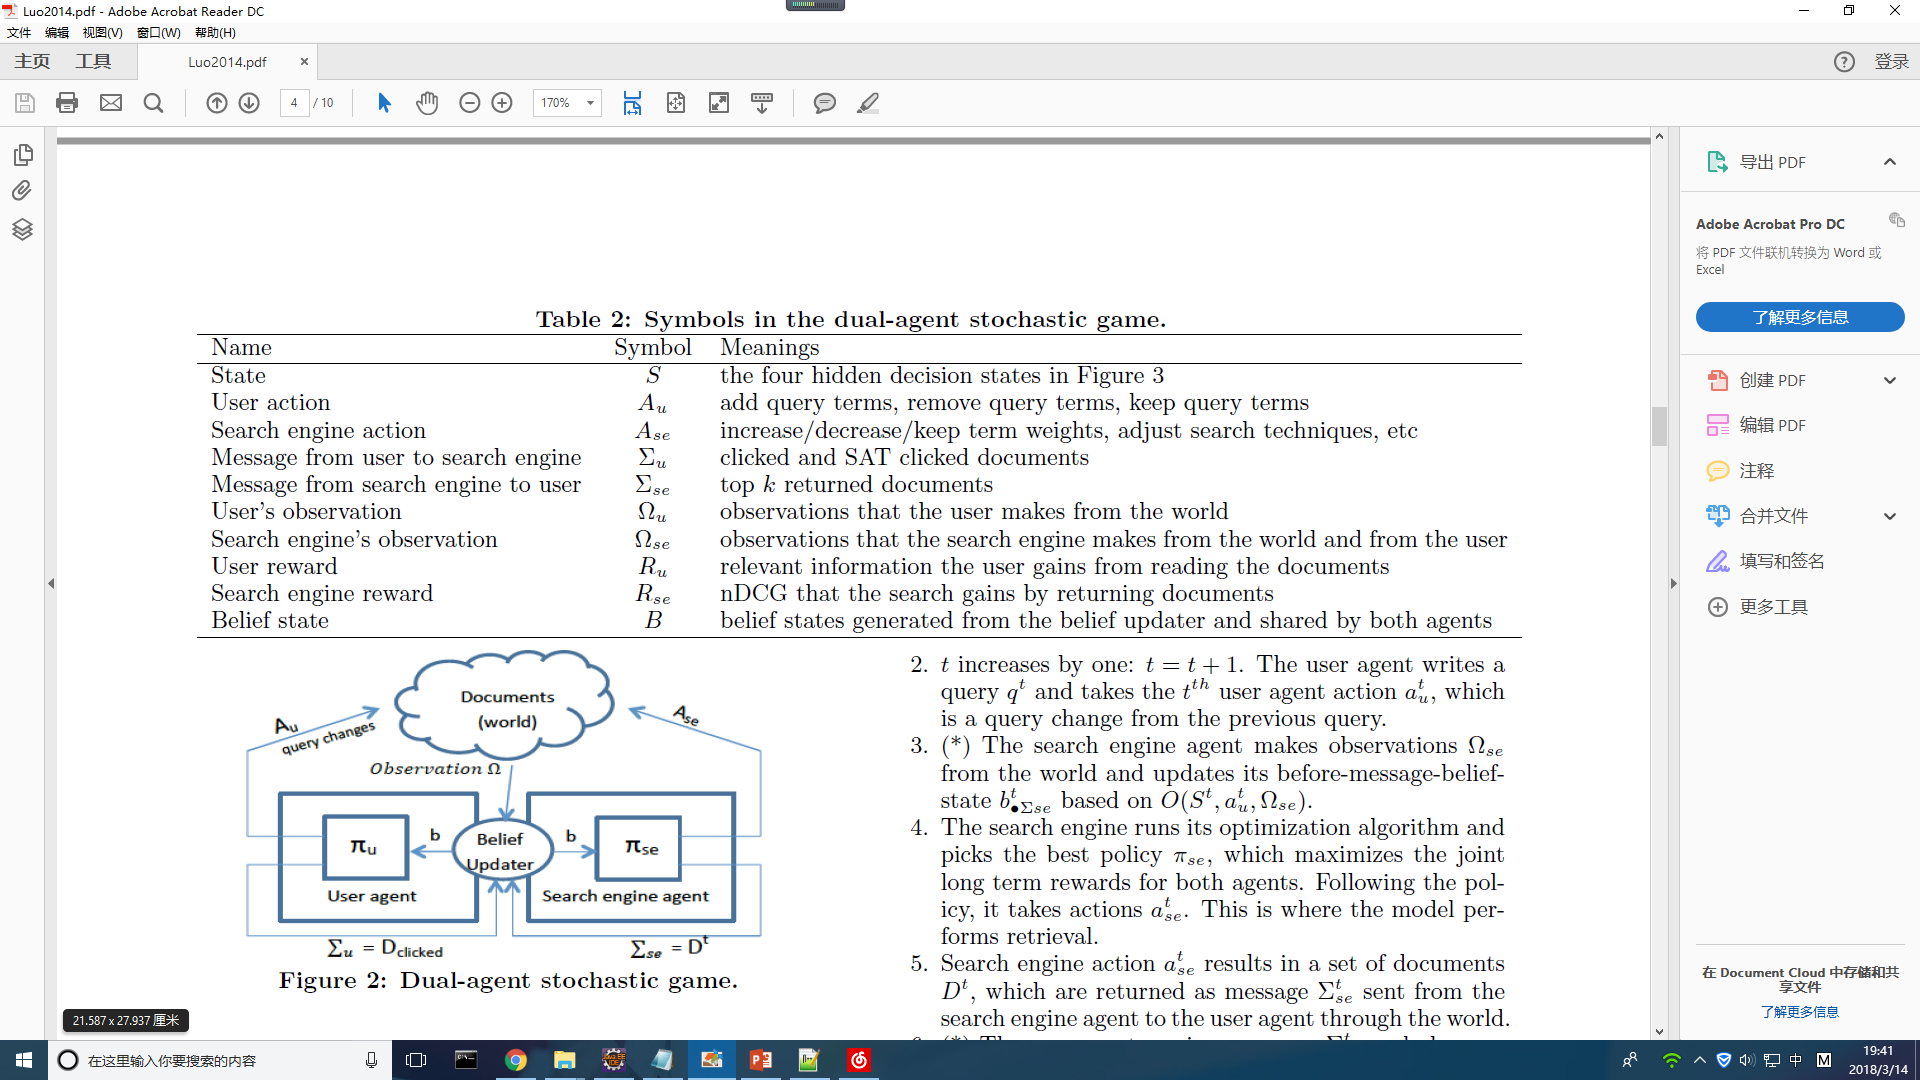 Luo2014.pdf - Adobe Acrobat Reader DC
文件 编辑 视图(V) 窗口(W) 帮助(H)
主页 工具 Luo2014.pdf × 登录
4 / 10 170%
导出 PDF
Adobe Acrobat Pro DC
将 PDF 文件联机转换为 Word 或
Excel
了解更多信息
创建 PDF
编辑 PDF
注释
合并文件
填写和签名
更多工具
在 Document Cloud 中存储和共
享文件
了解更多信息
Table 2: Symbols in the dual-agent stochastic game.
Name Symbol Meanings
State S the four hidden decision states in Figure 3
User action A_u add query terms, remove query terms, keep query terms
Search engine action A_se increase/decrease/keep term weights, adjust search techniques, etc
Message from user to search engine Σ_u clicked and SAT clicked documents
Message from search engine to user Σ_se top k returned documents
User's observation Ω_u observations that the user makes from the world
Search engine's observation Ω_se observations that the search engine makes from the world and from the user
User reward R_u relevant information the user gains from reading the documents
Search engine reward R_se nDCG that the search gains by returning documents
Belief state B belief states generated from the belief updater and shared by both agents
Documents
(world)
A_u
query changes
A_se
Observation Ω
π_u
b
Belief
Updater
b
π_se
User agent
Search engine agent
Σ_u = D_clicked
Σ_se = D^t
Figure 2: Dual-agent stochastic game.
2. t increases by one: t = t + 1. The user agent writes a
query q^t and takes the t^th user agent action a_u^t, which
is a query change from the previous query.
3. (*) The search engine agent makes observations Ω_se
from the world and updates its before-message-belief-
state b^t_•Σse based on O(S^t, a_u^t, Ω_se).
4. The search engine runs its optimization algorithm and
picks the best policy π_se, which maximizes the joint
long term rewards for both agents. Following the pol-
icy, it takes actions a_se^t. This is where the model per-
forms retrieval.
5. Search engine action a_se^t results in a set of documents
D^t, which are returned as message Σ_se^t sent from the
search engine agent to the user agent through the world.
21.587 x 27.937 厘米
在这里输入你要搜索的内容
中
M
19:41
2018/3/14